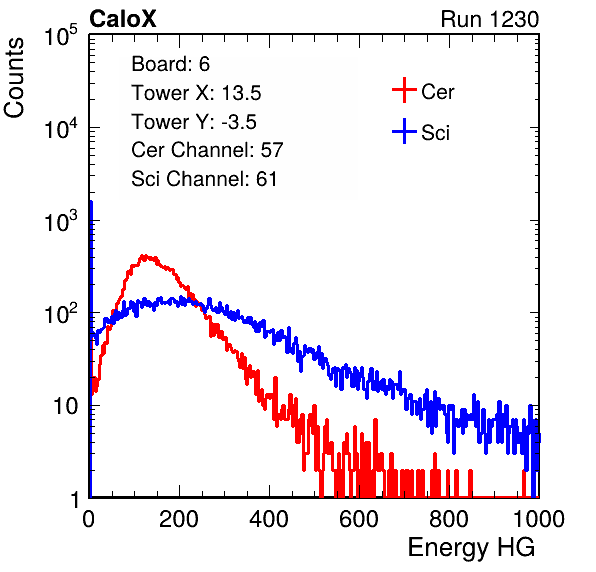 CaloX Run 1230
Board: 6
Tower X: 13.5
Tower Y: -3.5
Cer Channel: 57
Sci Channel: 61
Cer
Sci
Counts
10^5
10^4
10^3
10^2
10
1
0 200 400 600 800 1000
Energy HG